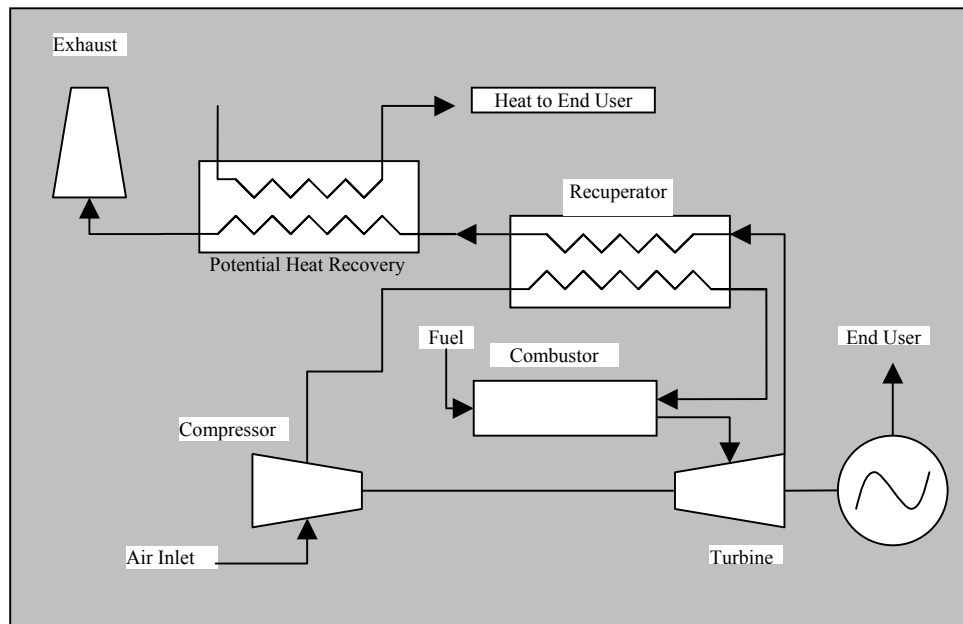 Exhaust
Heat to End User
Recuperator
Potential Heat Recovery
Fuel
Combustor
End User
Compressor
Air Inlet
Turbine